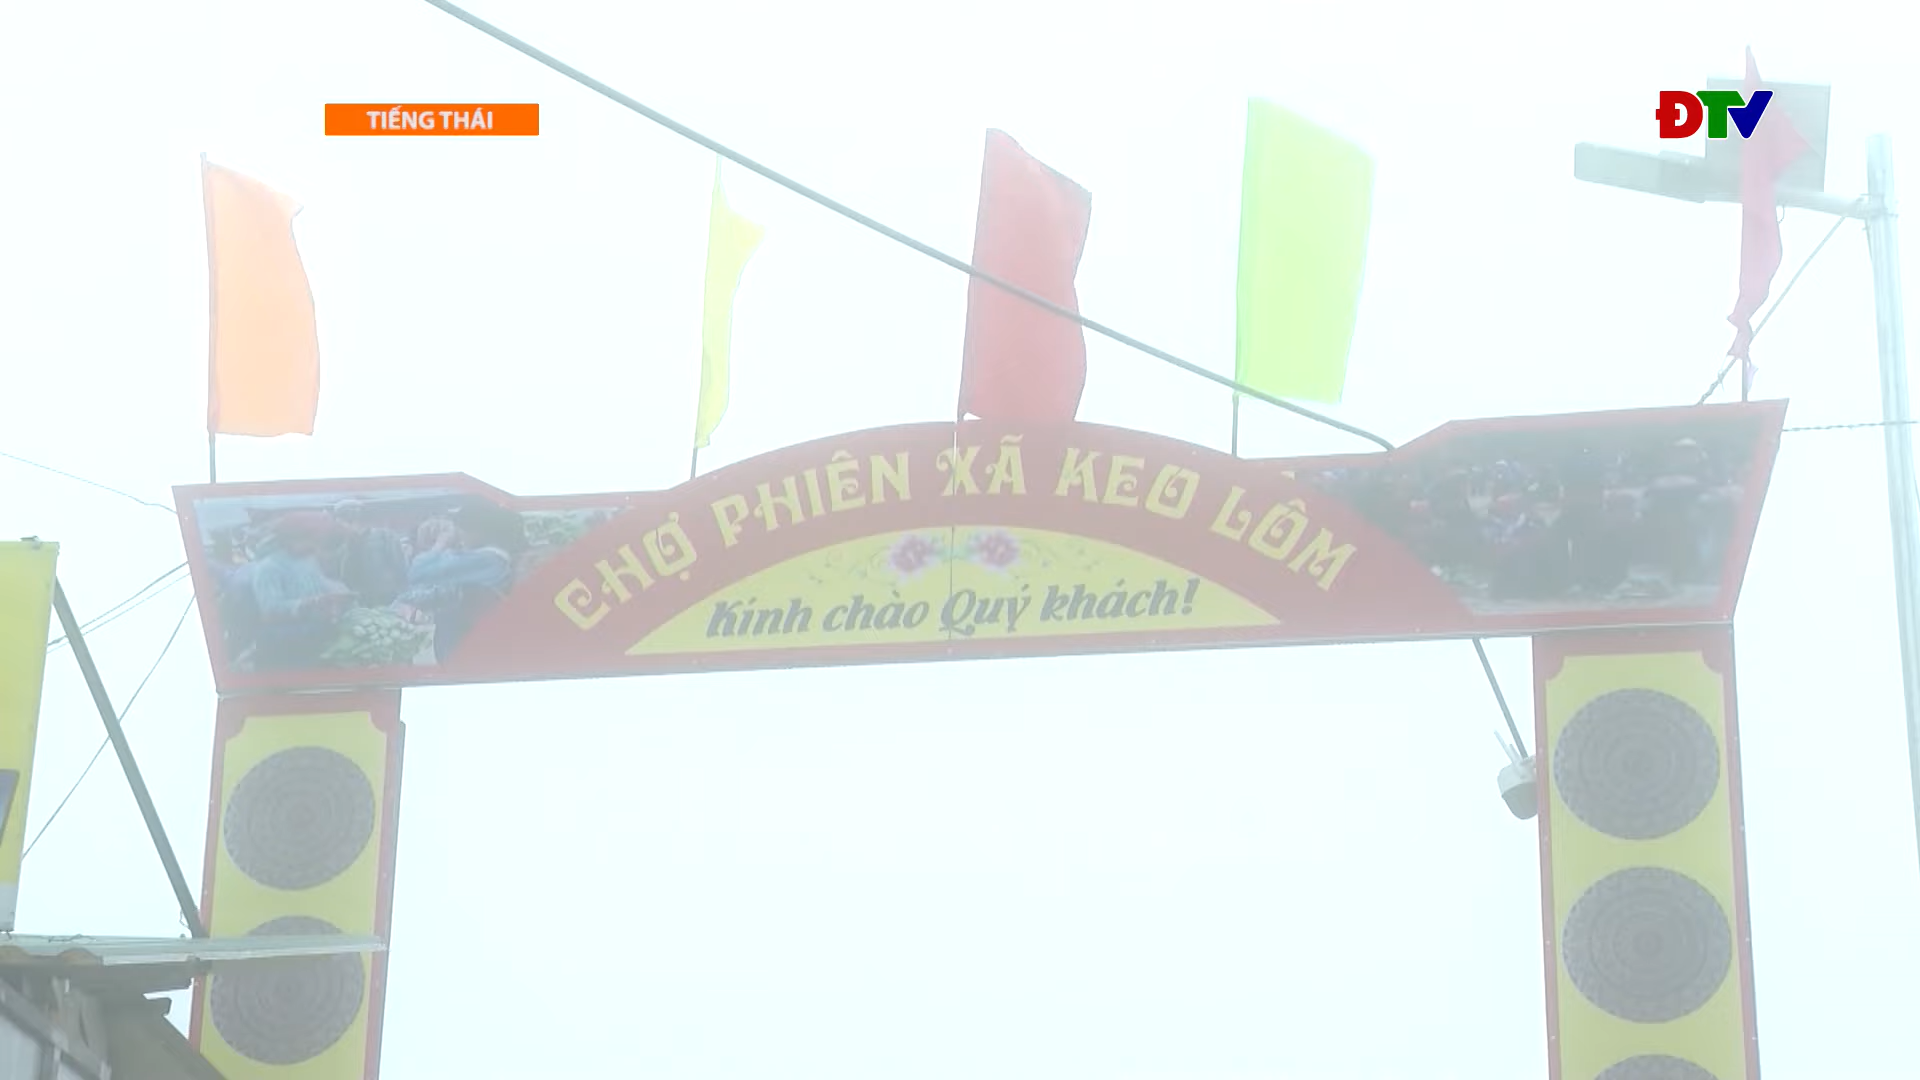 TIẾNG THÁI
ĐTV
CHỢ PHIÊN XÃ KEO LÔM
Kính chào Quý khách!